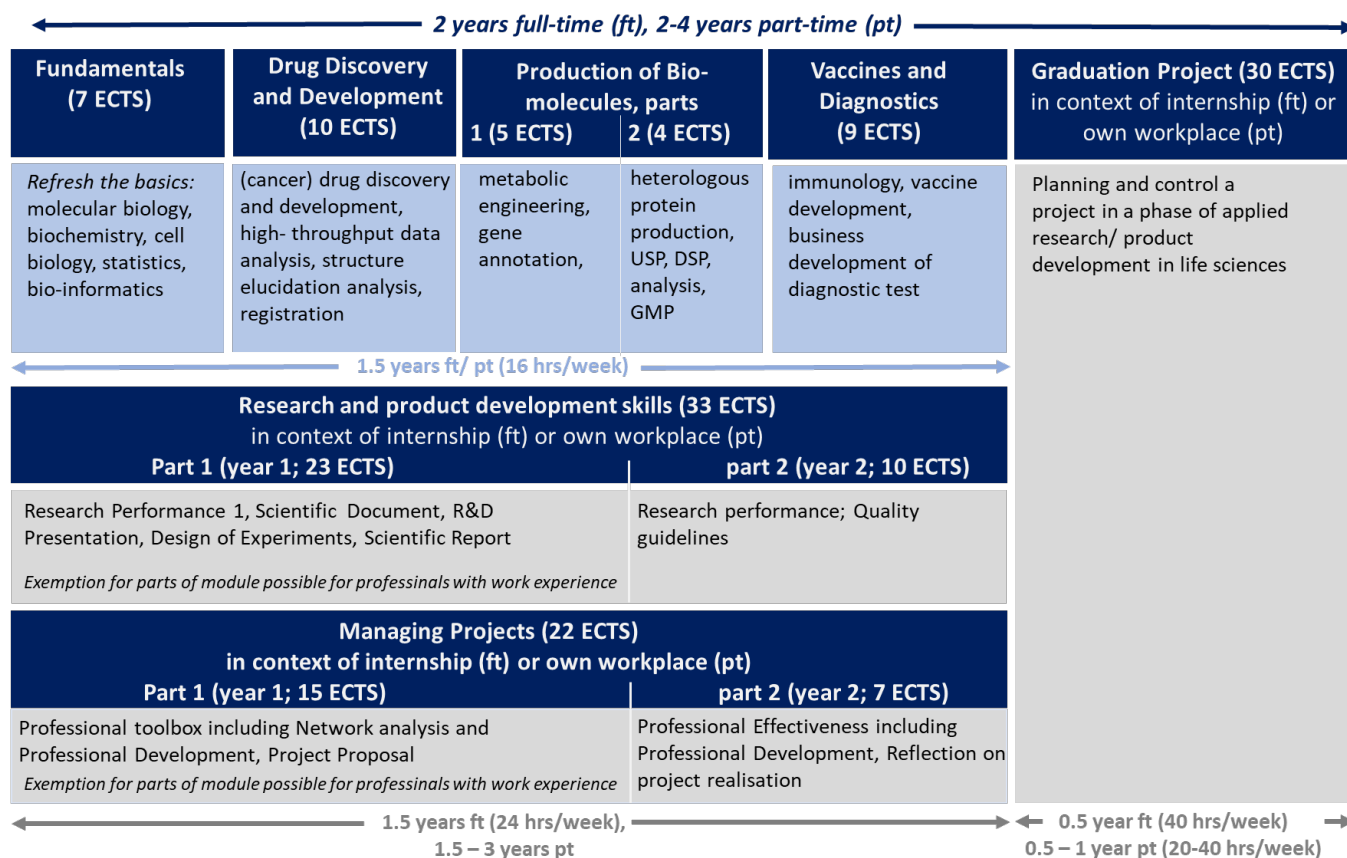 2 years full-time (ft), 2-4 years part-time (pt)
Fundamentals
(7 ECTS)
Drug Discovery
and Development
(10 ECTS)
Production of Bio-
molecules, parts
1 (5 ECTS)
2 (4 ECTS)
Vaccines and
Diagnostics
(9 ECTS)
Graduation Project (30 ECTS)
in context of internship (ft) or
own workplace (pt)
Refresh the basics:
molecular biology,
biochemistry, cell
biology, statistics,
bio-informatics
(cancer) drug discovery
and development,
high- throughput data
analysis, structure
elucidation analysis,
registration
metabolic
engineering,
gene
annotation,
heterologous
protein
production,
USP, DSP,
analysis,
GMP
immunology, vaccine
development,
business
development of
diagnostic test
Planning and control a
project in a phase of applied
research/ product
development in life sciences
1.5 years ft/ pt (16 hrs/week)
Research and product development skills (33 ECTS)
in context of internship (ft) or own workplace (pt)
Part 1 (year 1; 23 ECTS)
part 2 (year 2; 10 ECTS)
Research Performance 1, Scientific Document, R&D
Presentation, Design of Experiments, Scientific Report
Exemption for parts of module possible for professinals with work experience
Research performance; Quality
guidelines
Managing Projects (22 ECTS)
in context of internship (ft) or own workplace (pt)
Part 1 (year 1; 15 ECTS)
part 2 (year 2; 7 ECTS)
Professional toolbox including Network analysis and
Professional Development, Project Proposal
Exemption for parts of module possible for professinals with work experience
Professional Effectiveness including
Professional Development, Reflection on
project realisation
1.5 years ft (24 hrs/week),
1.5 – 3 years pt
0.5 year ft (40 hrs/week)
0.5 – 1 year pt (20-40 hrs/week)